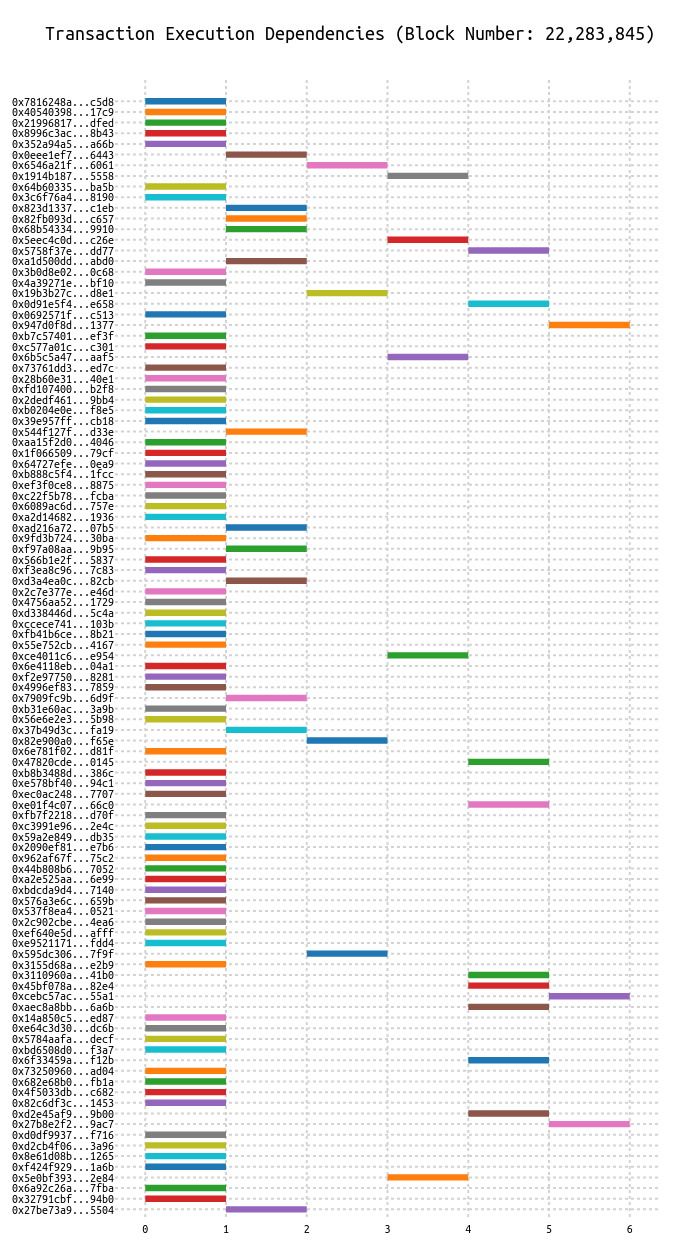 Transaction Execution Dependencies (Block Number: 22,283,845)
0x7816248a...c5d8
0x40540398...17c9
0x21996817...dfed
0x8996c3ac...8b43
0x352a94a5...a66b
0x0eee1ef7...6443
0x6546a21f...6061
0x1914b187...5558
0x64b60335...ba5b
0x3c6f76a4...8190
0x823d1337...c1eb
0x82fb093d...c657
0x68b54334...9910
0x5eec4c0d...c26e
0x5758f37e...dd77
0xa1d500dd...abd0
0x3b0d8e02...0c68
0x4a39271e...bf10
0x19b3b27c...d8e1
0x0d91e5f4...e658
0x0692571f...c513
0x947d0f8d...1377
0xb7c57401...ef3f
0xc577a01c...c301
0x6b5c5a47...aaf5
0x73761dd3...ed7c
0x28b60e31...40e1
0xfd107400...b2f8
0x2dedf461...9bb4
0xb0204e0e...f8e5
0x39e957ff...cb18
0x544f127f...d33e
0xaa15f2d0...4046
0x1f066509...79cf
0x64727efe...0ea9
0xb888c5f4...1fcc
0xef3f0ce8...8875
0xc22f5b78...fcba
0x6089ac6d...757e
0xa2d14682...1936
0xad216a72...07b5
0x9fd3b724...30ba
0xf97a08aa...9b95
0x566b1e2f...5837
0xf3ea8c96...7c83
0xd3a4ea0c...82cb
0x2c7e377e...e46d
0x4756aa52...1729
0xd338446d...5c4a
0xccece741...103b
0xfb41b6ce...8b21
0x55e752cb...4167
0xce4011c6...e954
0x6e4118eb...04a1
0xf2e97750...8281
0x4996ef83...7859
0x7909fc9b...6d9f
0xb31e60ac...3a9b
0x56e6e2e3...5b98
0x37b49d3c...fa19
0x82e900a0...f65e
0x6e781f02...d81f
0x47820cde...0145
0xb8b3488d...386c
0xe578bf40...94c1
0xec0ac248...7707
0xe01f4c07...66c0
0xfb7f2218...d70f
0xc3991e96...2e4c
0x59a2e849...db35
0x2090ef81...e7b6
0x962af67f...75c2
0x44b808b6...7052
0xa2e525aa...6e99
0xbdcda9d4...7140
0x576a3e6c...659b
0x537f8ea4...0521
0x2c902cbe...4ea6
0xef640e5d...afff
0xe9521171...fdd4
0x595dc306...7f9f
0x3155d68a...e2b9
0x3110960a...41b0
0x45bf078a...82e4
0xcebc57ac...55a1
0xaec8a8bb...6a6b
0x14a850c5...ed87
0xe64c3d30...dc6b
0x5784aafa...decf
0xbd6508d0...f3a7
0x6f33459a...f12b
0x73250960...ad04
0x682e68b0...fb1a
0x4f5033db...c682
0x82c6df3c...1453
0xd2e45af9...9b00
0x27b8e2f2...9ac7
0xd0df9937...f716
0xd2cb4f06...3a96
0x8e61d08b...1265
0xf424f929...1a6b
0x5e0bf393...2e84
0x6a92c26a...7fba
0x32791cbf...94b0
0x27be73a9...5504
0 1 2 3 4 5 6